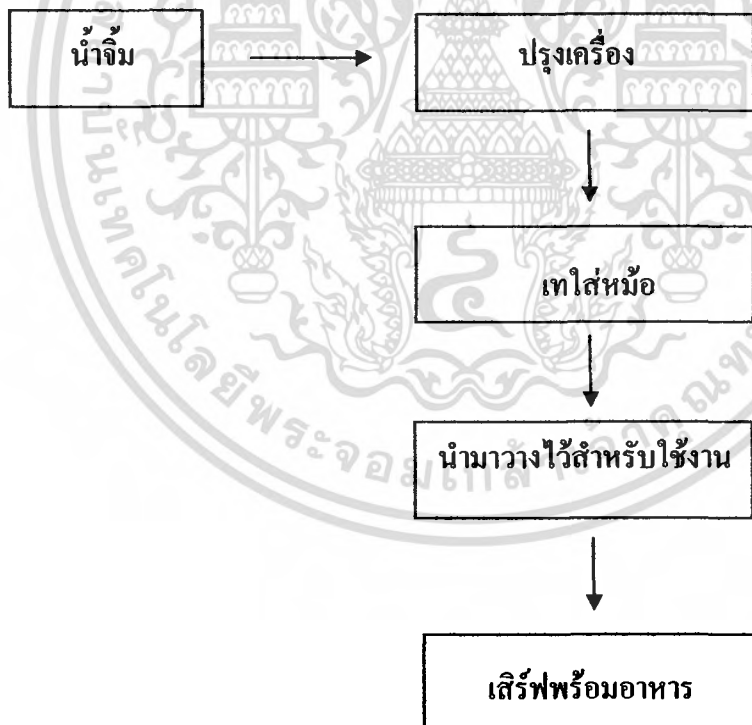 น้ำจิ้ม
ปรุงเครื่อง
เทใส่หม้อ
นำมาวางไว้สำหรับใช้งาน
เสิร์ฟพร้อมอาหาร